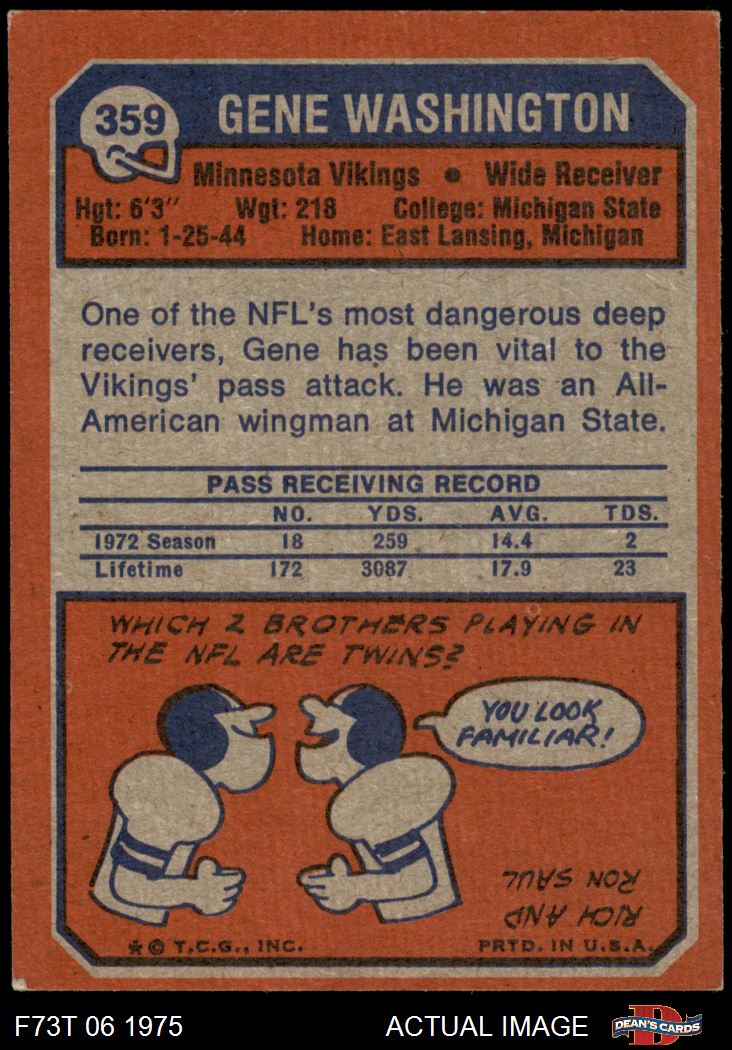 359
GENE WASHINGTON
Minnesota Vikings • Wide Receiver
Hgt: 6'3" Wgt: 218 College: Michigan State
Born: 1-25-44 Home: East Lansing, Michigan
One of the NFL's most dangerous deep
receivers, Gene has been vital to the
Vikings' pass attack. He was an All-
American wingman at Michigan State.
PASS RECEIVING RECORD
NO. YDS. AVG. TDS.
1972 Season 18 259 14.4 2
Lifetime 172 3087 17.9 23
WHICH 2 BROTHERS PLAYING IN
THE NFL ARE TWINS?
YOU LOOK
FAMILIAR!
RICH AND
RON SAUL
* © T.C.G., INC. PRTD. IN U.S.A.
F73T 06 1975 ACTUAL IMAGE
D
DEAN'S CARDS